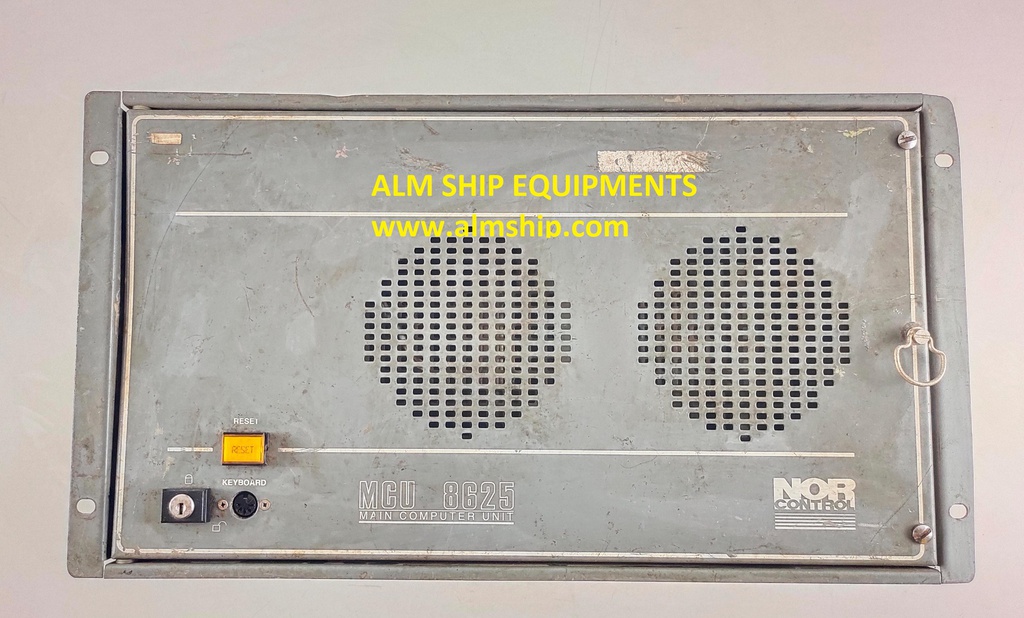 ALM SHIP EQUIPMENTS
www.almship.com
RESET
RESET
KEYBOARD
MCU 8625
MAIN COMPUTER UNIT
NOR
CONTROL